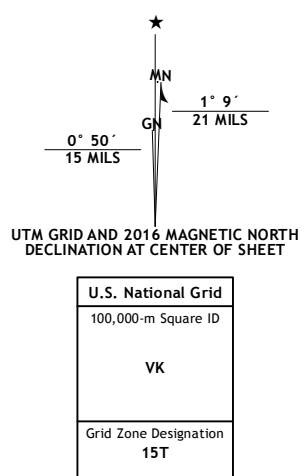 ★
MN
1° 9´
21 MILS
GN
0° 50´
15 MILS
UTM GRID AND 2016 MAGNETIC NORTH
DECLINATION AT CENTER OF SHEET
U.S. National Grid
100,000-m Square ID
VK
Grid Zone Designation
15T